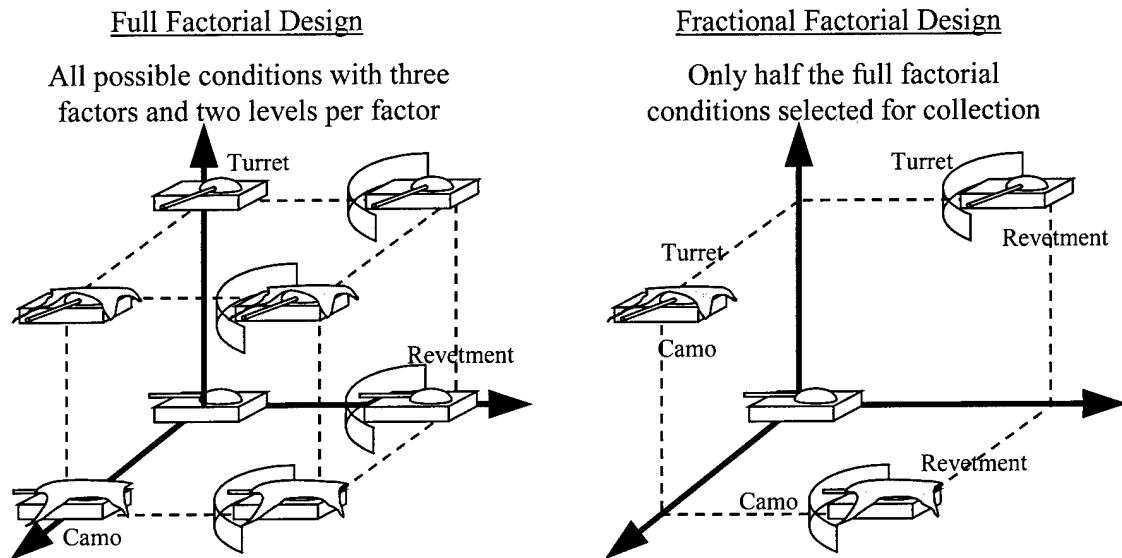 Full Factorial Design
All possible conditions with three
factors and two levels per factor
Turret
Revetment
Camo
Fractional Factorial Design
Only half the full factorial
conditions selected for collection
Turret
Revetment
Turret
Camo
Revetment
Camo